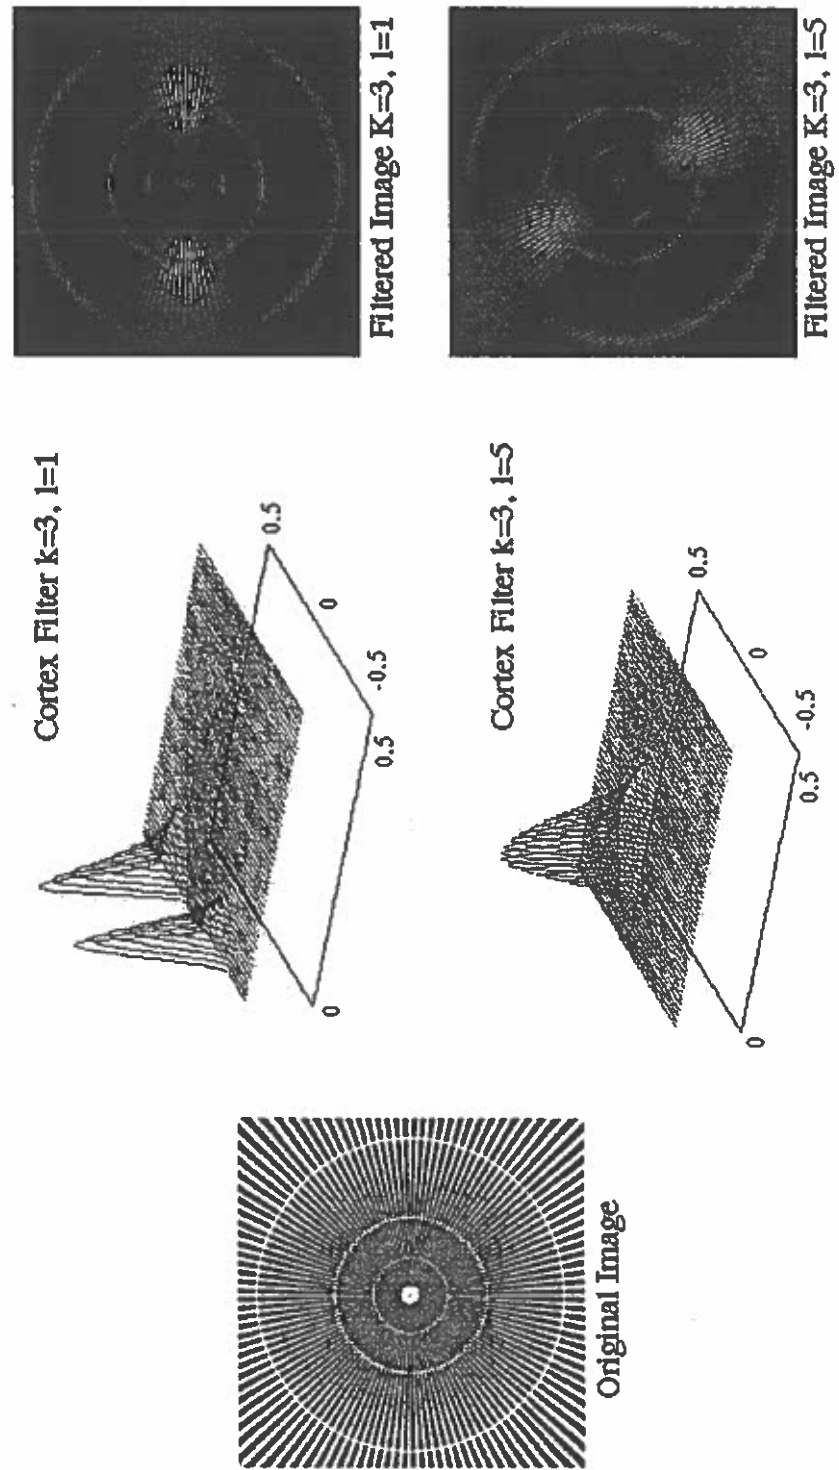 Filtered Image K=3, l=1
Filtered Image K=3, l=5
Cortex Filter k=3, l=1
0.5
0
-0.5
0.5
0
Cortex Filter k=3, l=5
0.5
0
-0.5
0.5
0
Original Image